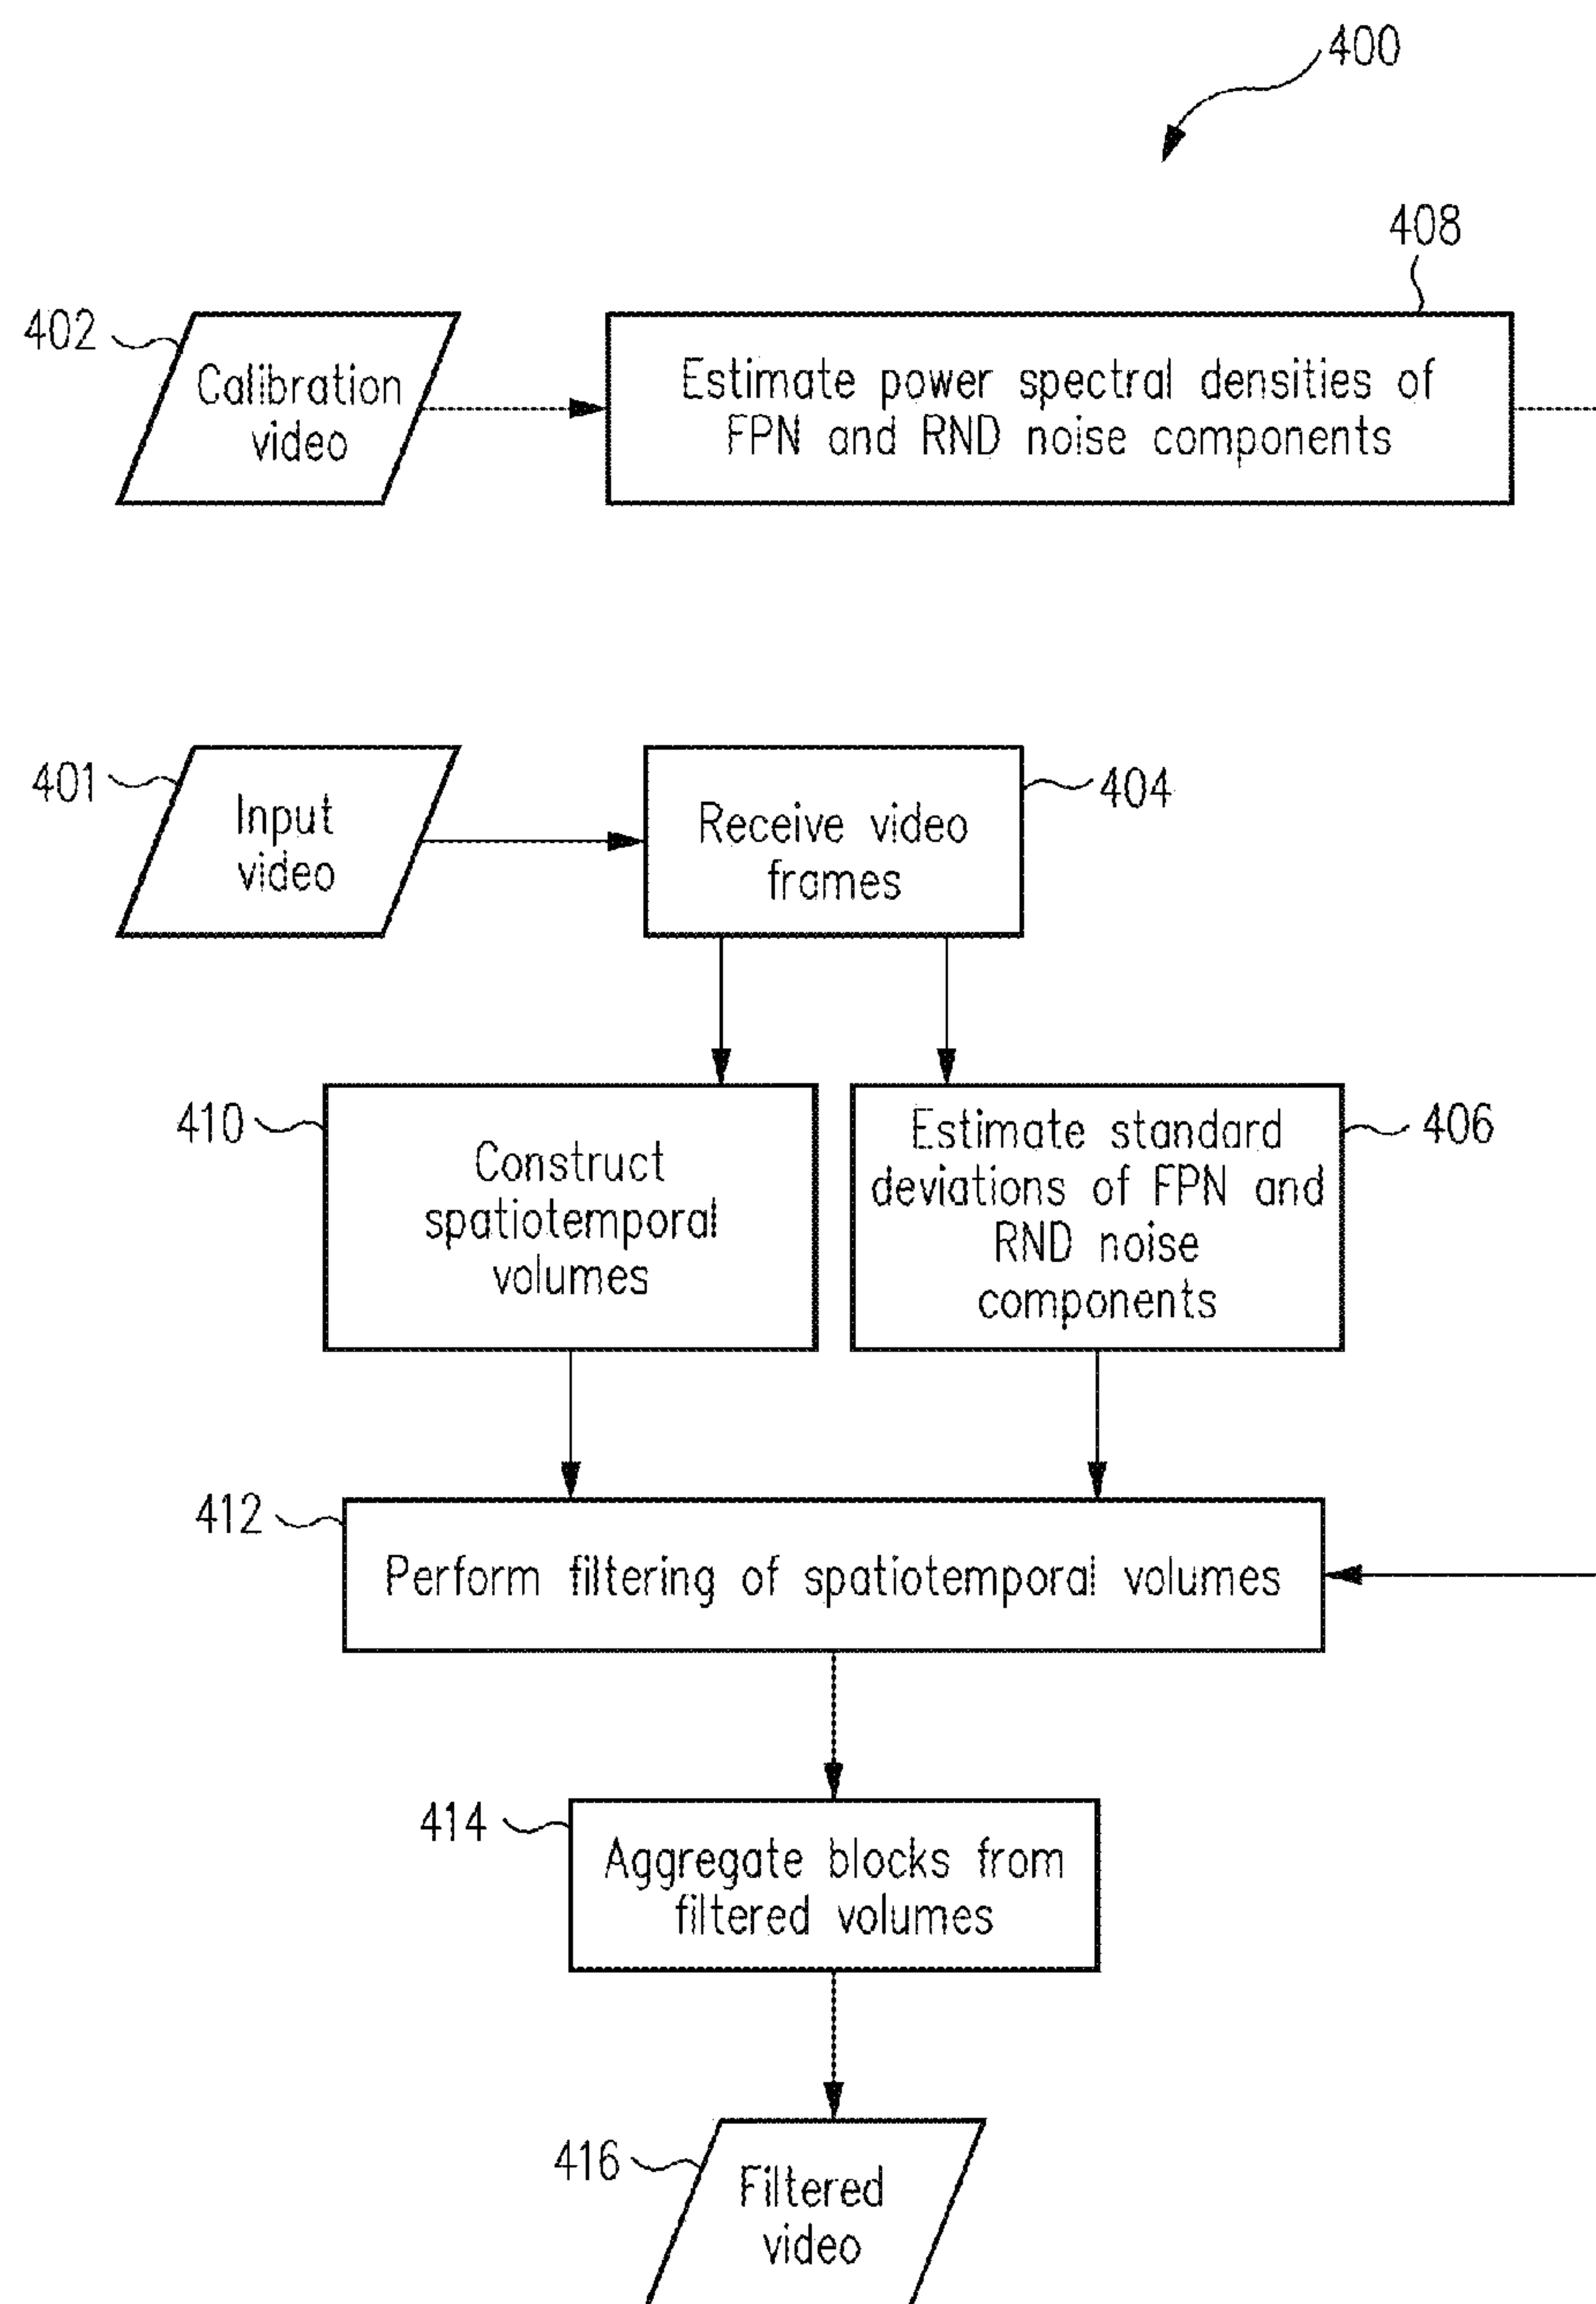 400
408
402
Calibration
video
Estimate power spectral densities of
FPN and RND noise components
401
Input
video
Receive video
frames
404
410
Construct
spatiotemporal
volumes
Estimate standard
deviations of FPN and
RND noise
components
406
412
Perform filtering of spatiotemporal volumes
414
Aggregate blocks from
filtered volumes
416
Filtered
video